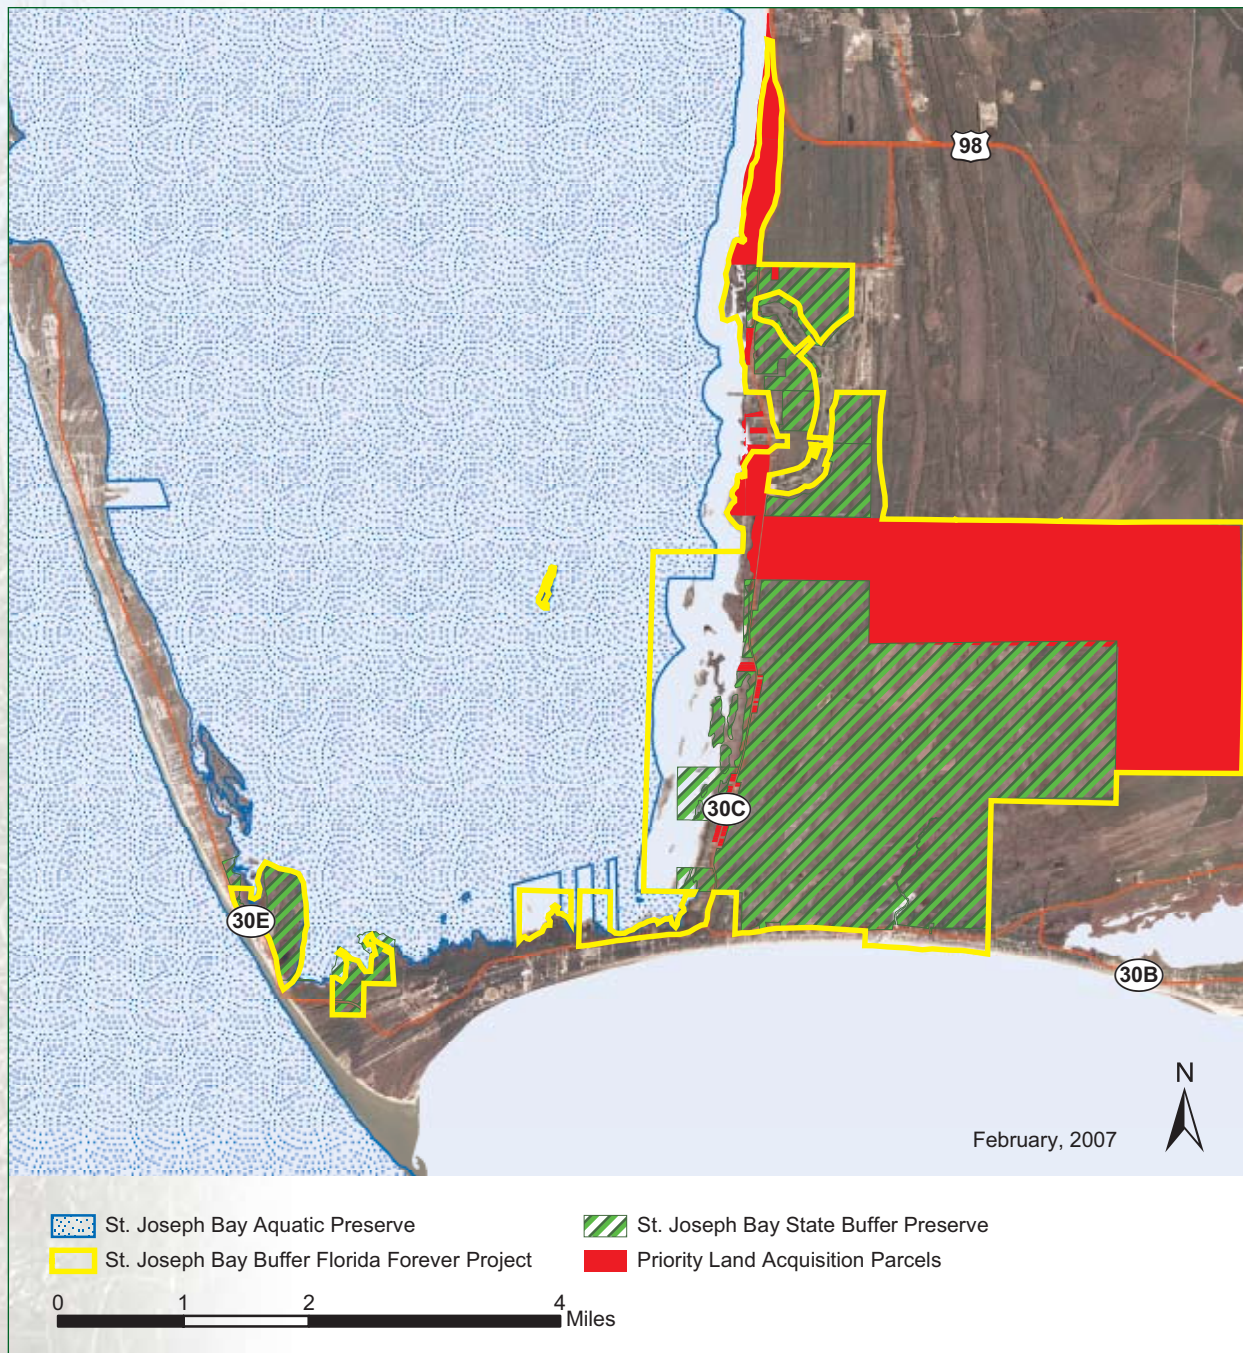 98
30C
30E
30B
N
February, 2007
St. Joseph Bay Aquatic Preserve
St. Joseph Bay State Buffer Preserve
St. Joseph Bay Buffer Florida Forever Project
Priority Land Acquisition Parcels
0 1 2 4
Miles